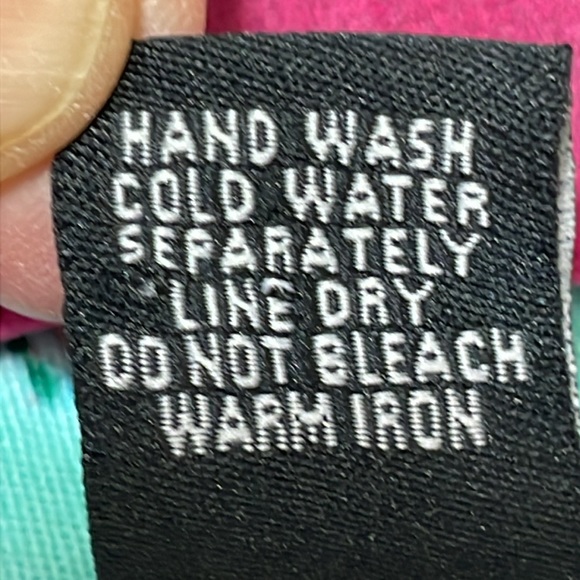 HAND WASH
COLD WATER
SEPARATELY
LINE DRY
DO NOT BLEACH
WARM IRON